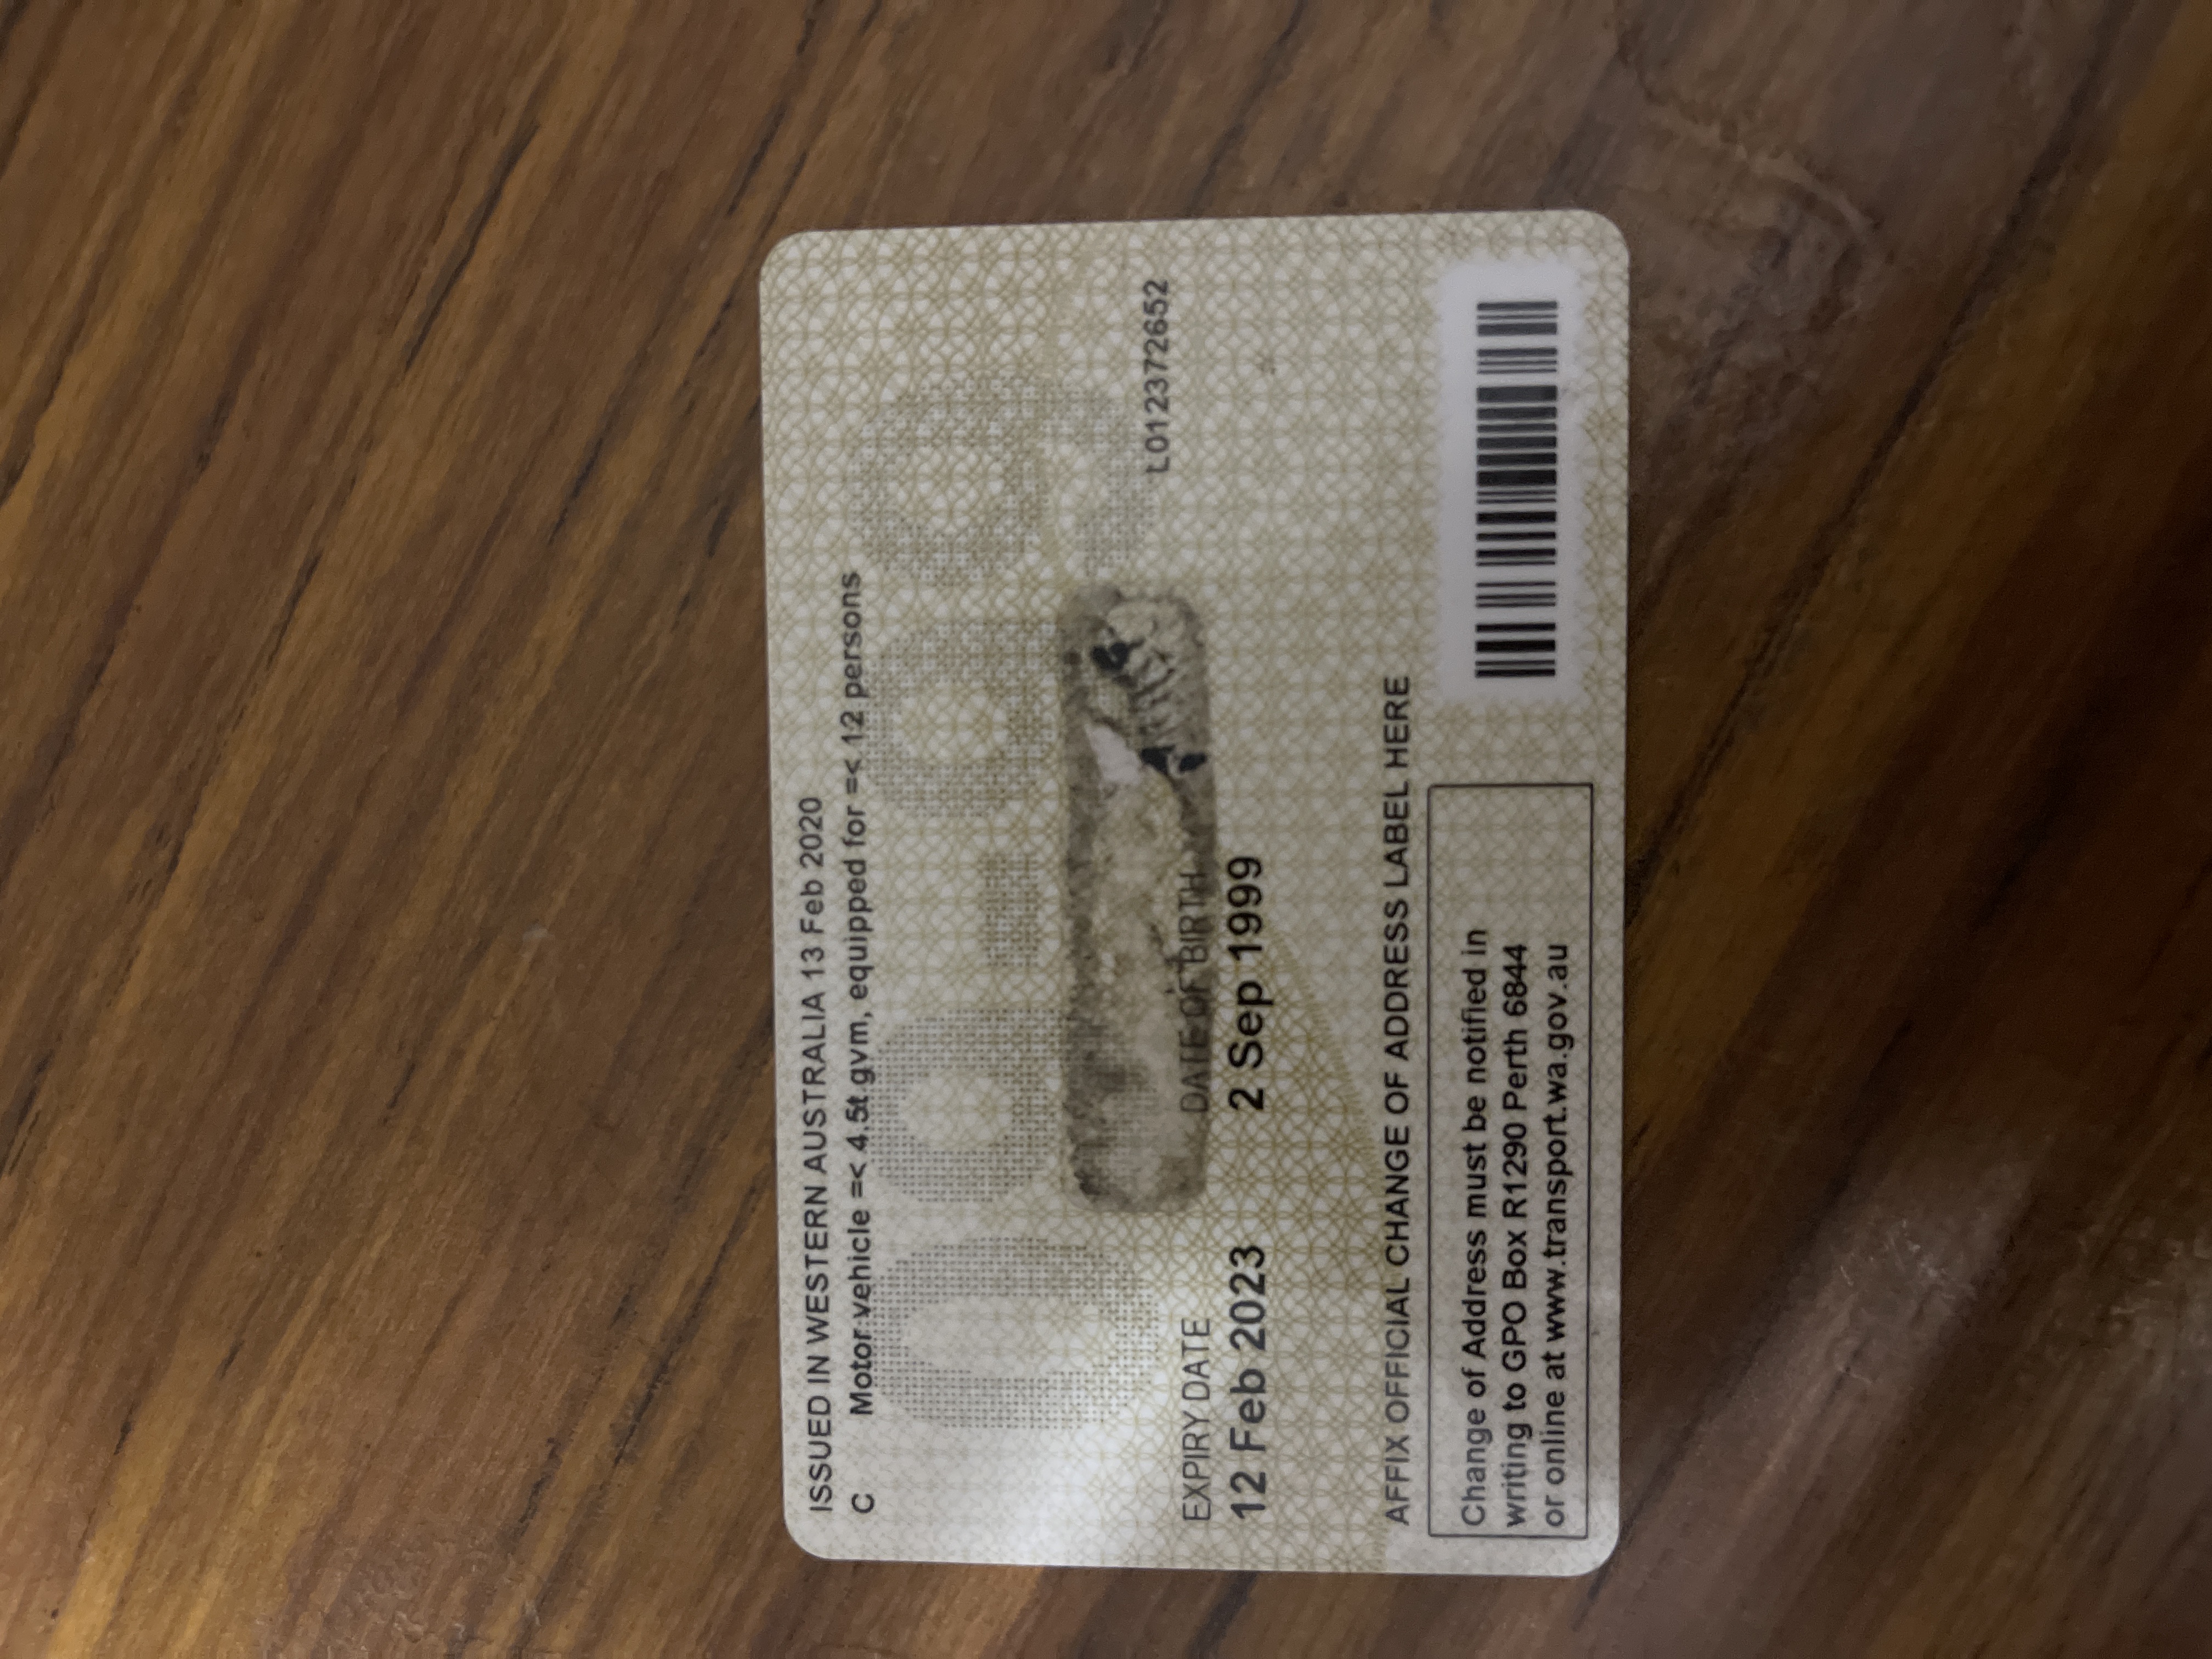 ISSUED IN WESTERN AUSTRALIA 13 Feb 2020
C Motor vehicle =< 4.5t gvm, equipped for =< 12 persons
09-99
L012372652
EXPIRY DATE DATE OF BIRTH
12 Feb 2023 2 Sep 1999
AFFIX OFFICIAL CHANGE OF ADDRESS LABEL HERE
Change of Address must be notified in
writing to GPO Box R1290 Perth 6844
or online at www.transport.wa.gov.au